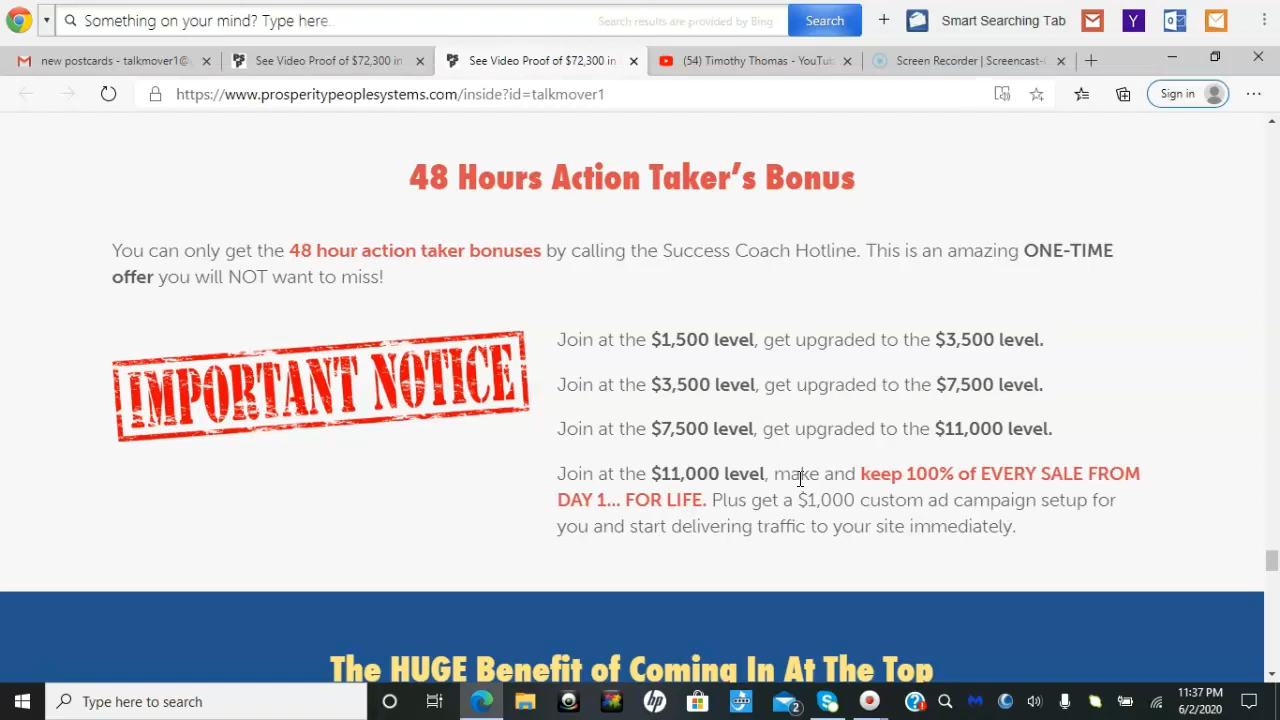 Something on your mind? Type here..
Search results are provided by Bing
Search
Smart Searching Tab
new postcards - talkmover1@
See Video Proof of $72,300 in
See Video Proof of $72,300 in
(54) Timothy Thomas - YouTu
Screen Recorder | Screencast-
https://www.prosperitypeoplesystems.com/inside?id=talkmover1
Sign in
48 Hours Action Taker's Bonus
You can only get the 48 hour action taker bonuses by calling the Success Coach Hotline. This is an amazing ONE-TIME
offer you will NOT want to miss!
IMPORTANT NOTICE
Join at the $1,500 level, get upgraded to the $3,500 level.
Join at the $3,500 level, get upgraded to the $7,500 level.
Join at the $7,500 level, get upgraded to the $11,000 level.
Join at the $11,000 level, make and keep 100% of EVERY SALE FROM
DAY 1... FOR LIFE. Plus get a $1,000 custom ad campaign setup for
you and start delivering traffic to your site immediately.
The HUGE Benefit of Coming In At The Top
Type here to search
hp
2
11:37 PM
6/2/2020